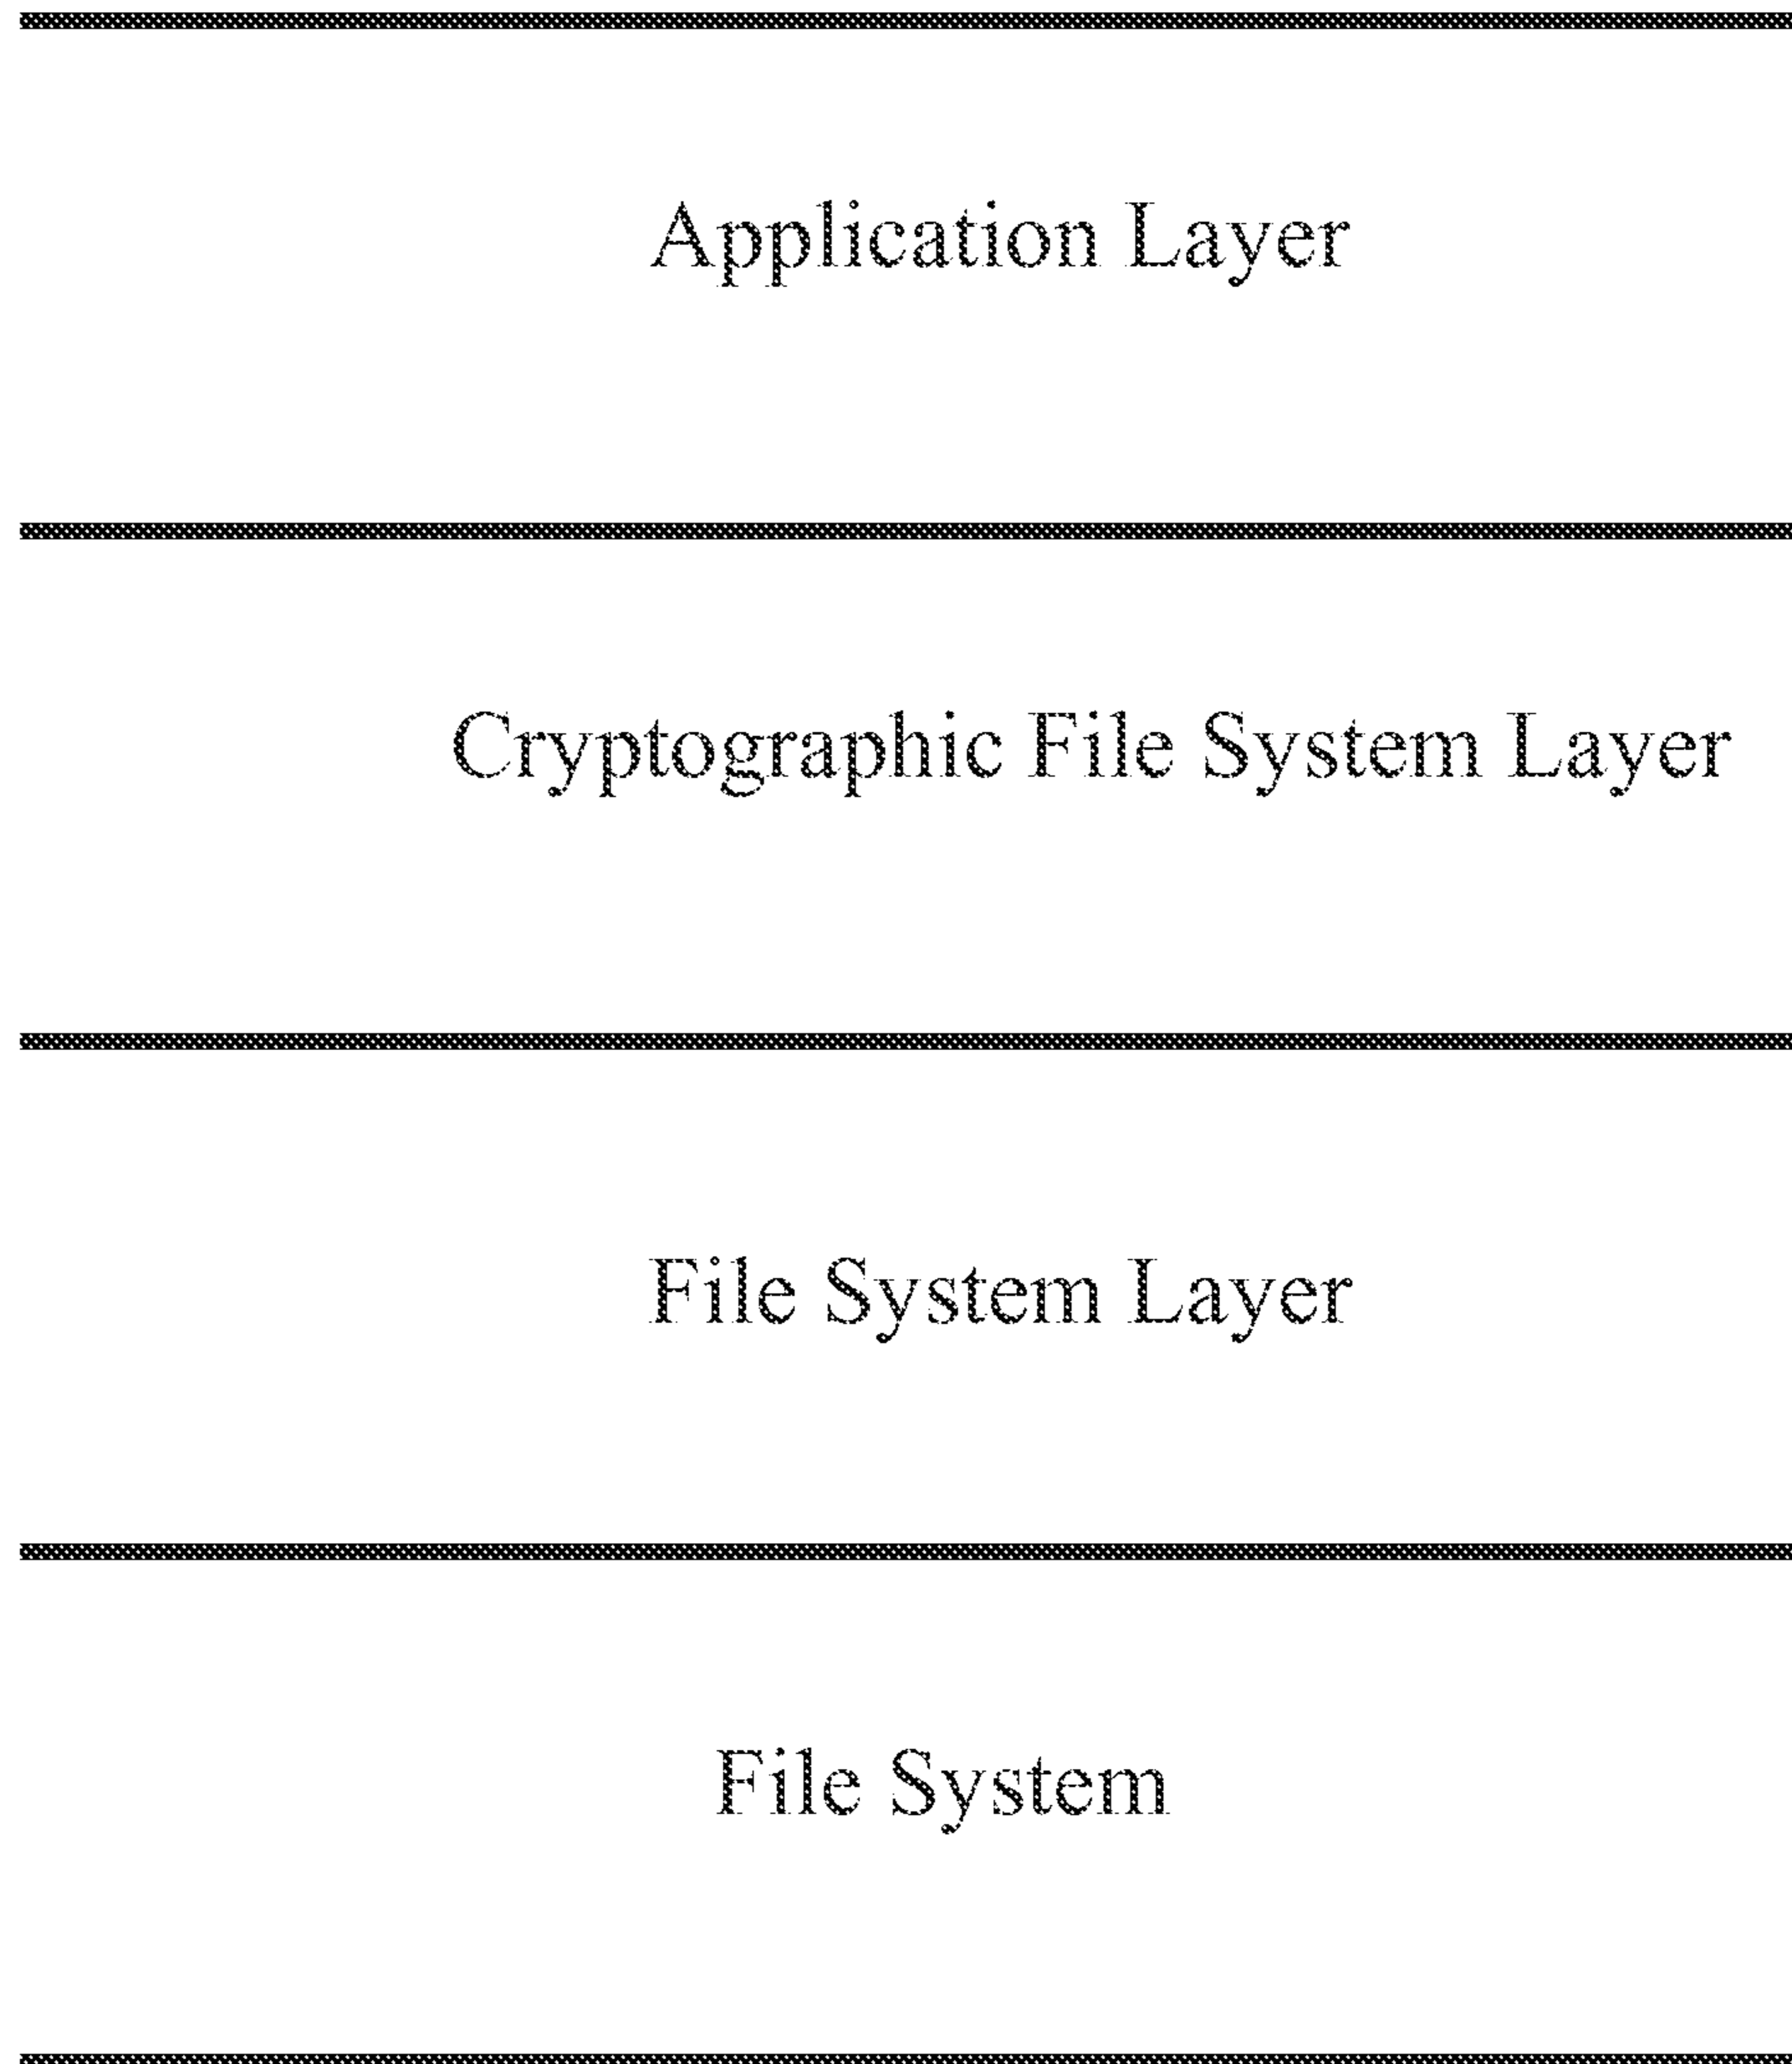 Application Layer
Cryptographic File System Layer
File System Layer
File System